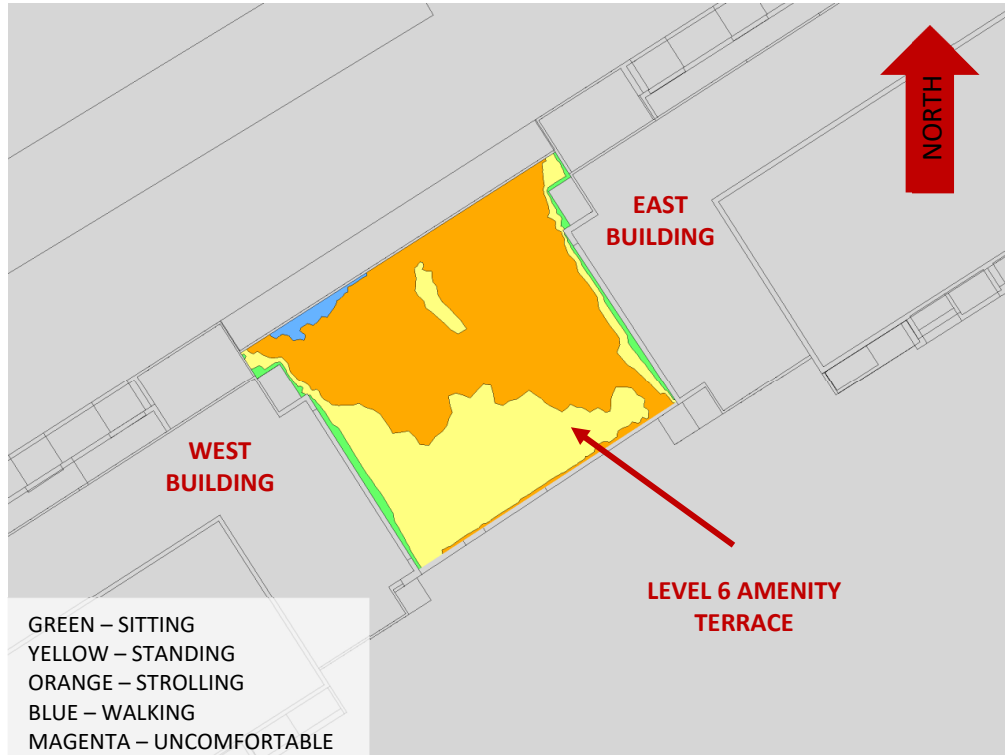 NORTH
EAST
BUILDING
WEST
BUILDING
LEVEL 6 AMENITY
TERRACE
GREEN – SITTING
YELLOW – STANDING
ORANGE – STROLLING
BLUE – WALKING
MAGENTA – UNCOMFORTABLE